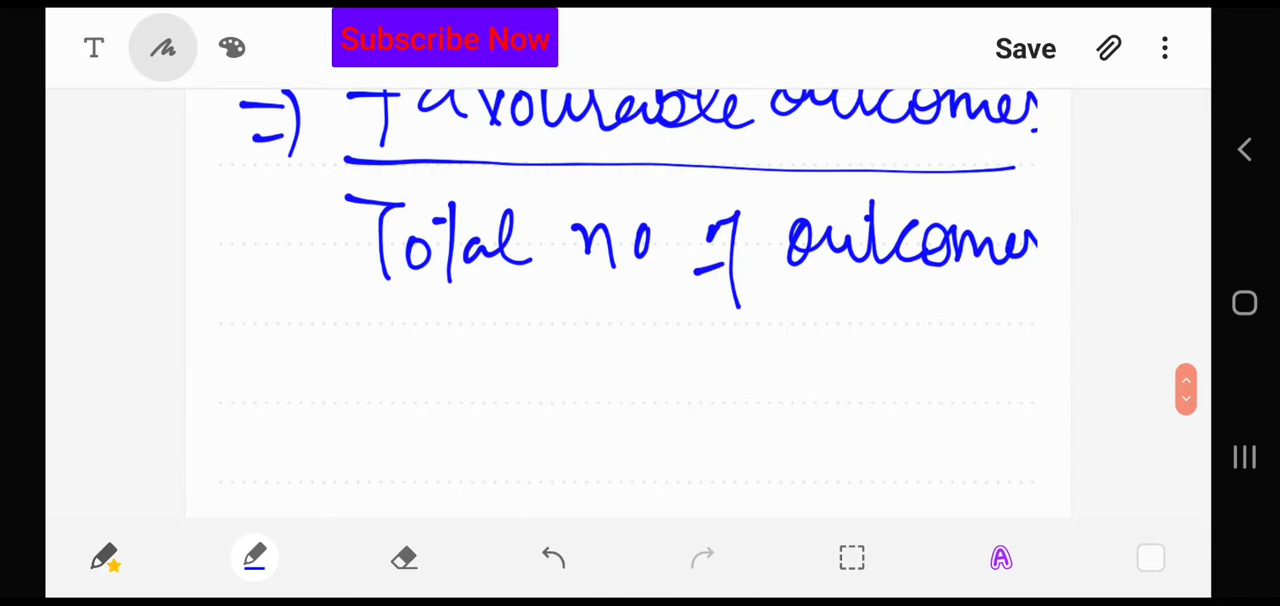 T
Subscribe Now
Save
=) Favourable outcomes
Total no of outcomes
A